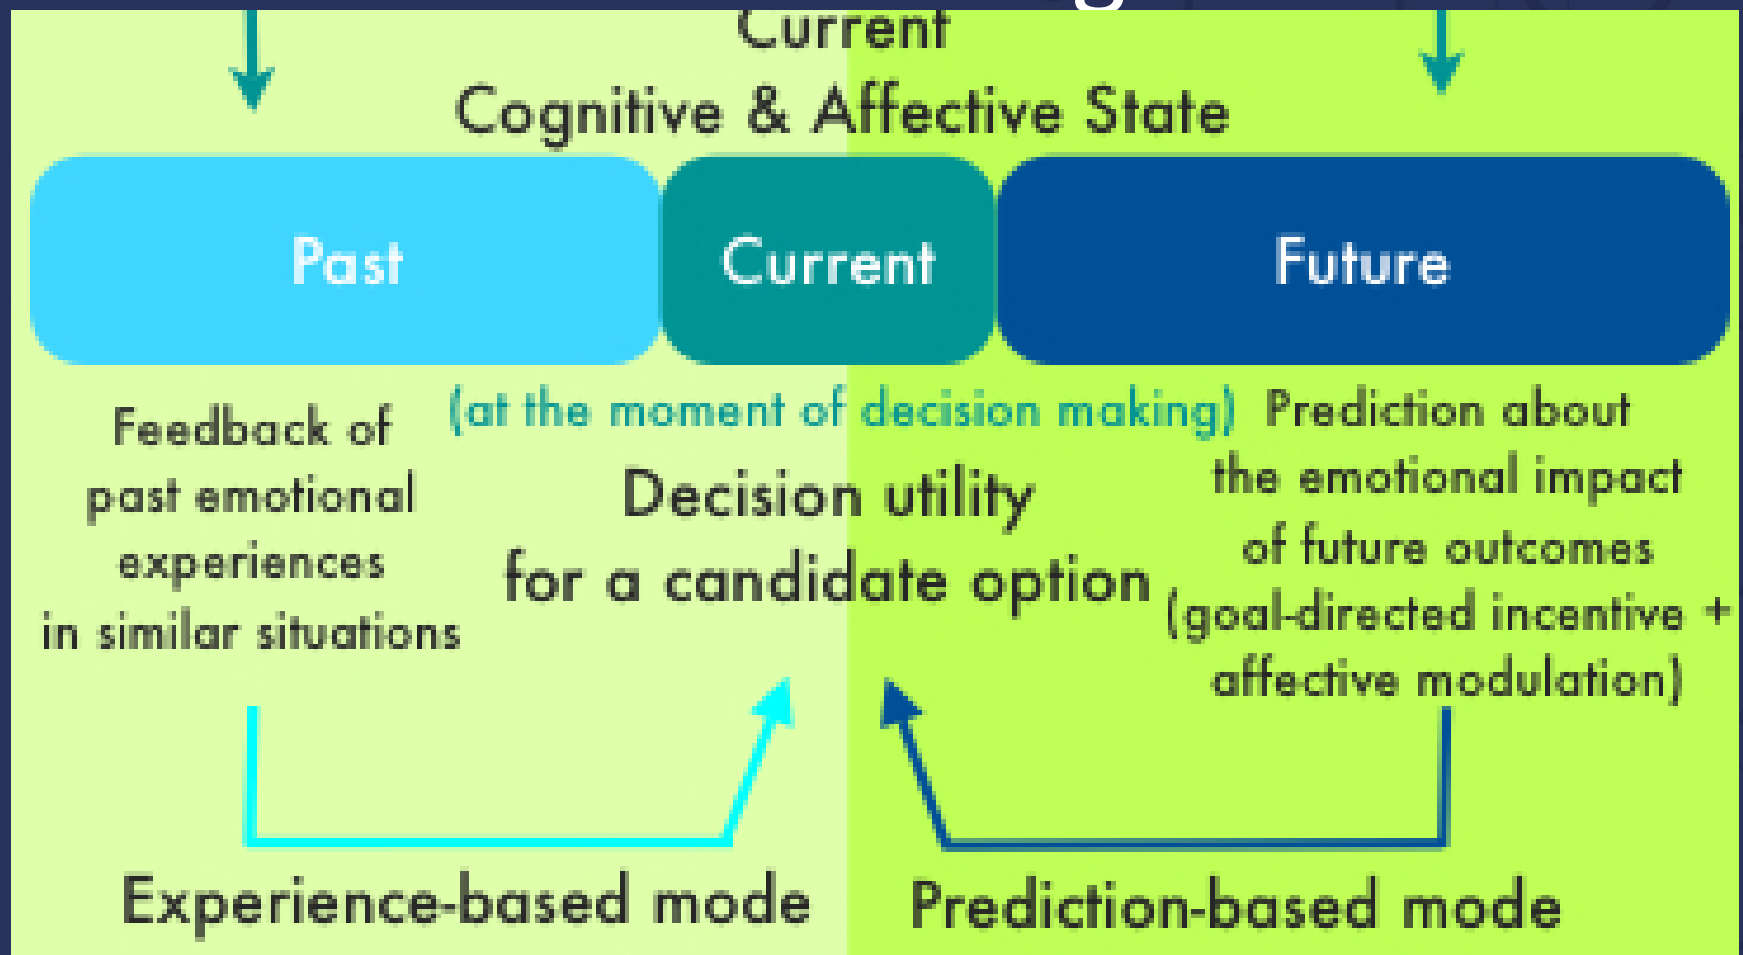 Current
Cognitive & Affective State
Past
Current
Future
(at the moment of decision making)
Feedback of
past emotional
experiences
in similar situations
Decision utility
for a candidate option
Prediction about
the emotional impact
of future outcomes
(goal-directed incentive +
affective modulation)
Experience-based mode
Prediction-based mode